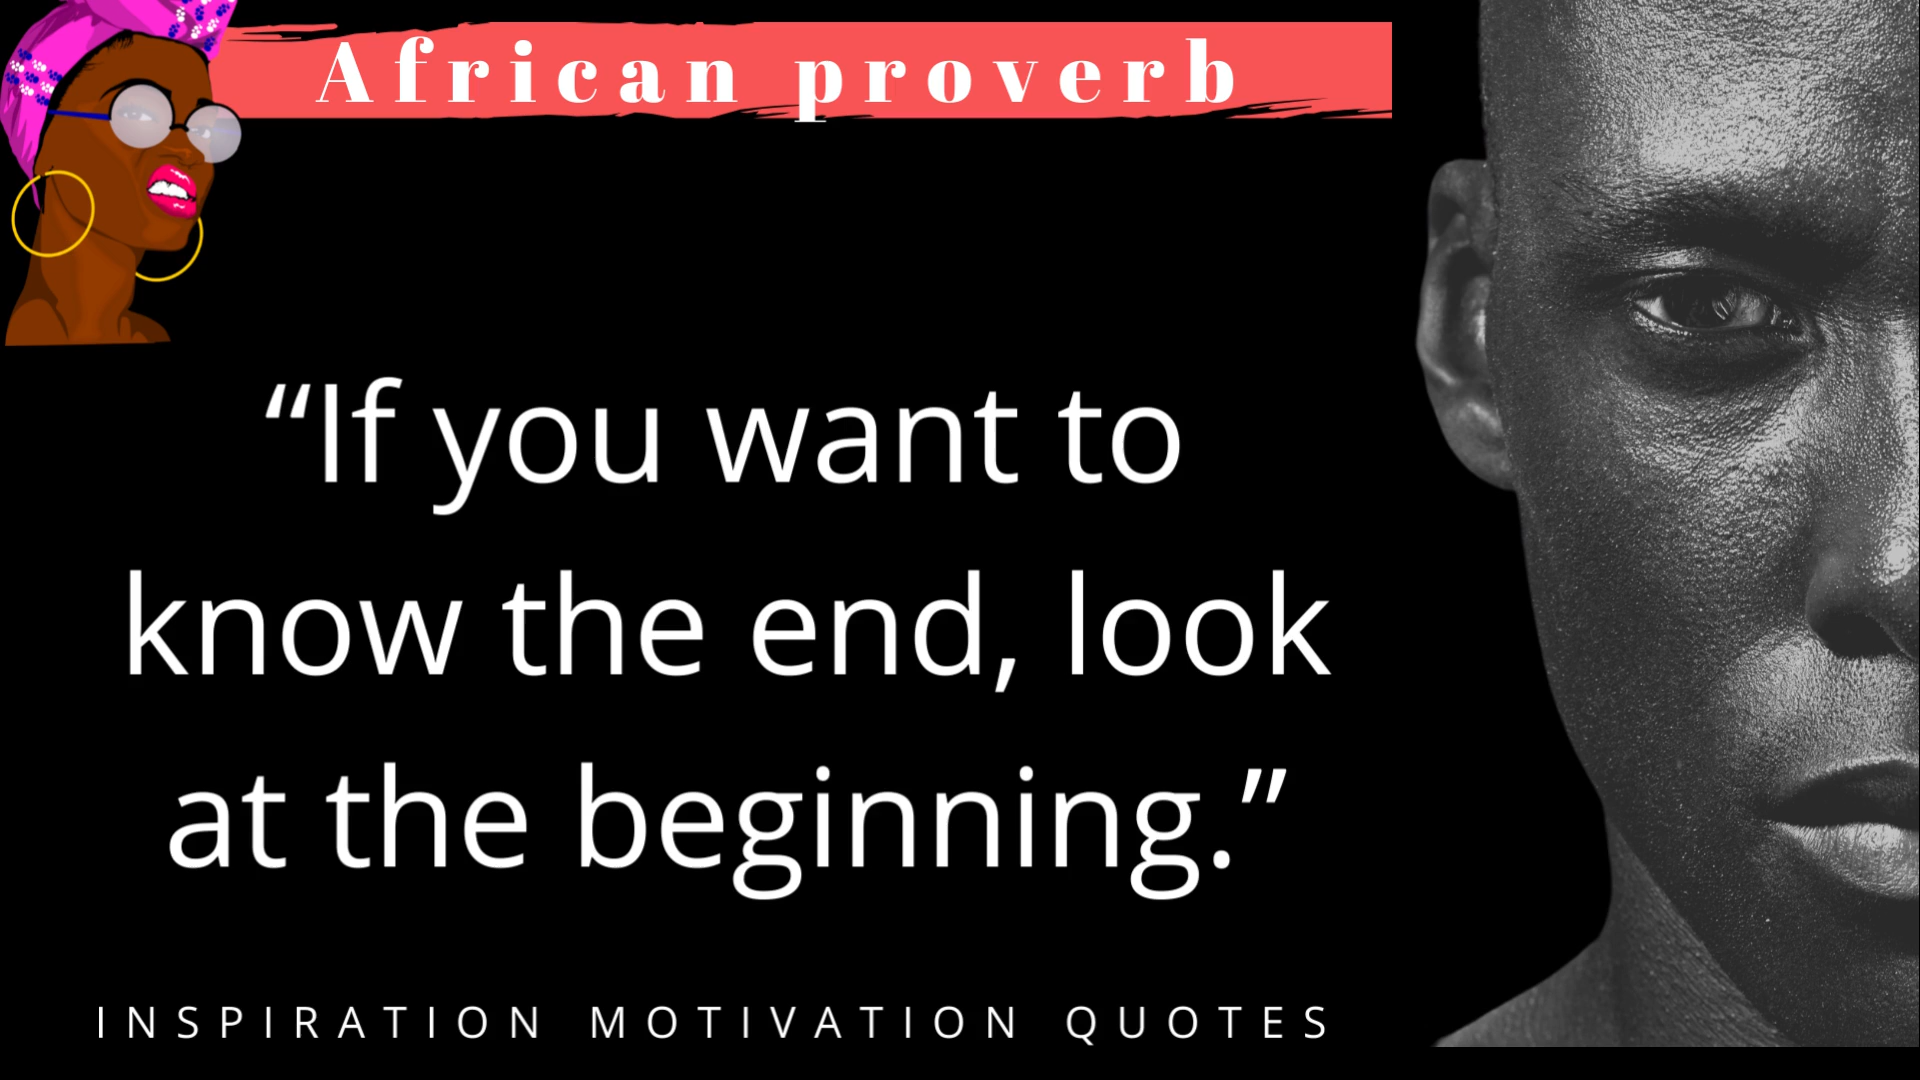 African proverb
“If you want to
know the end, look
at the beginning.”
INSPIRATION MOTIVATION QUOTES